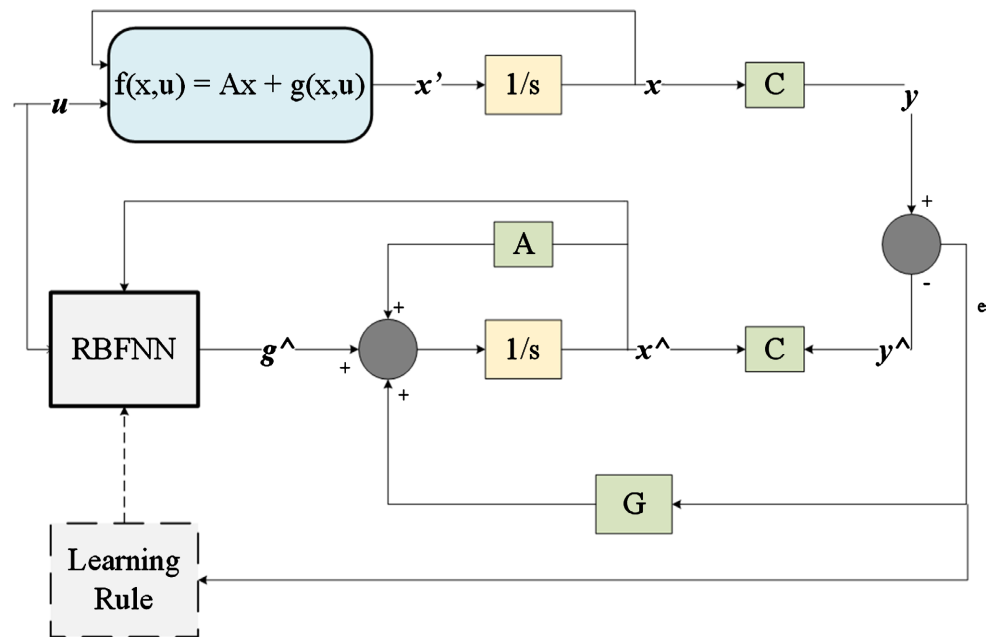 f(x,u) = Ax + g(x,u)
x'
1/s
x
C
y
u
+
-
e
A
RBFNN
g^
+
+
+
1/s
x^
C
y^
G
Learning
Rule